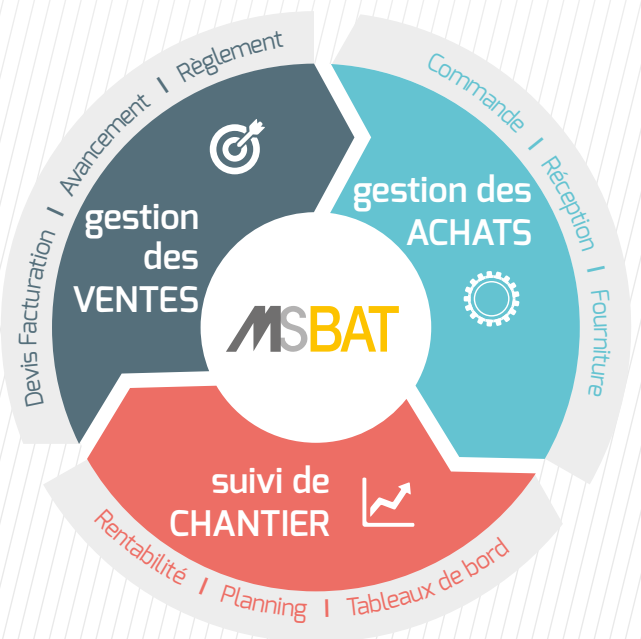 Devis Facturation I Avancement I Règlement
gestion
des
VENTES
Commande I Réception I Fourniture
gestion des
ACHATS
MSBAT
suivi de
CHANTIER
Rentabilité I Planning I Tableaux de bord